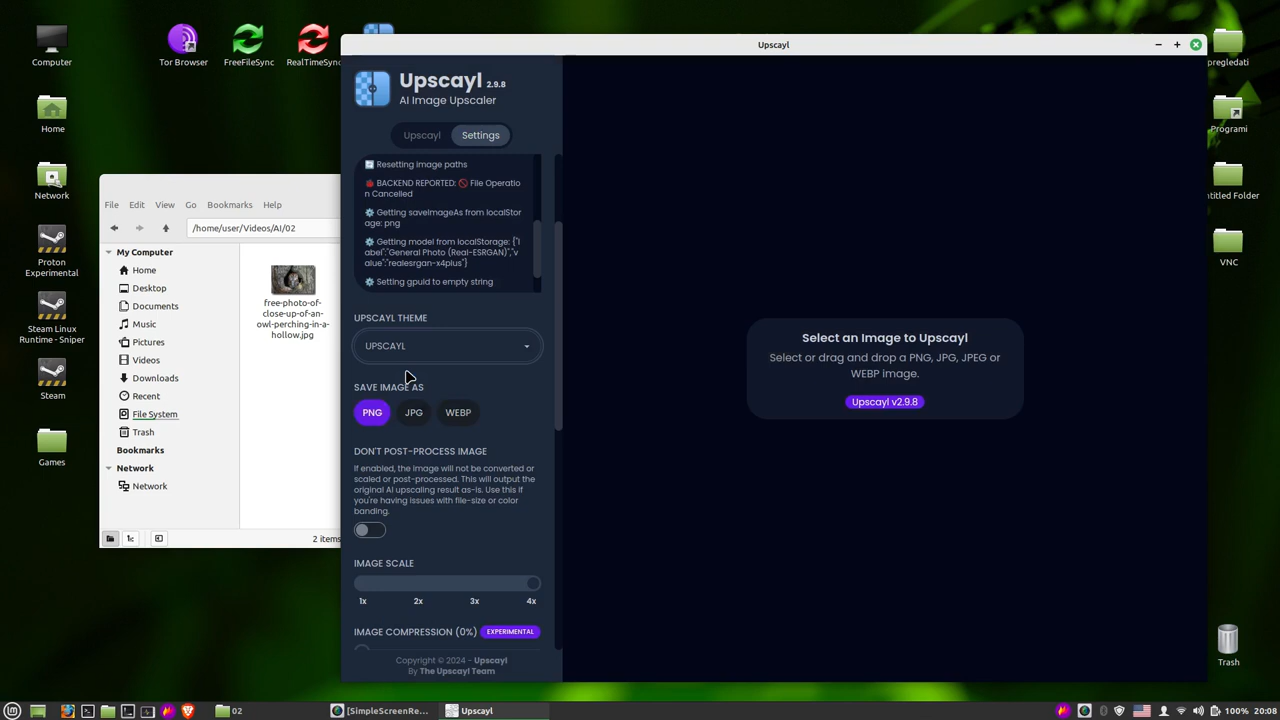 Computer
Tor Browser
FreeFileSync
RealTimeSync
Home
Network
Proton
Experimental
Steam Linux
Runtime - Sniper
Steam
Games
File
Edit
View
Go
Bookmarks
Help
/home/user/Videos/AI/02
My Computer
Home
Desktop
Documents
Music
Pictures
Videos
Downloads
Recent
File System
Trash
Bookmarks
Network
Network
free-photo-of-
close-up-of-an-
owl-perching-in-a-
hollow.jpg
2 items
Upscayl
Upscayl 2.9.8
AI Image Upscaler
Upscayl
Settings
Resetting image paths
BACKEND REPORTED: 🚫 File Operatio
n Cancelled
Getting saveImageAs from localStor
age: png
Getting model from localStorage: {"l
abel":"General Photo (Real-ESRGAN)","v
alue":"realesrgan-x4plus"}
Setting gpuId to empty string
UPSCAYL THEME
UPSCAYL
SAVE IMAGE AS
PNG
JPG
WEBP
DON'T POST-PROCESS IMAGE
If enabled, the image will not be converted or
scaled or post-processed. This will output the
original AI upscaling result as-is. Use this if
you're having issues with file-size or color
banding.
IMAGE SCALE
1x
2x
3x
4x
IMAGE COMPRESSION (0%)
EXPERIMENTAL
Copyright © 2024 - Upscayl
By The Upscayl Team
Select an Image to Upscayl
Select or drag and drop a PNG, JPG, JPEG or
WEBP image.
Upscayl v2.9.8
pregledati
Programi
Untitled Folder
VNC
Trash
02
[SimpleScreenRe...
Upscayl
100%
20:08